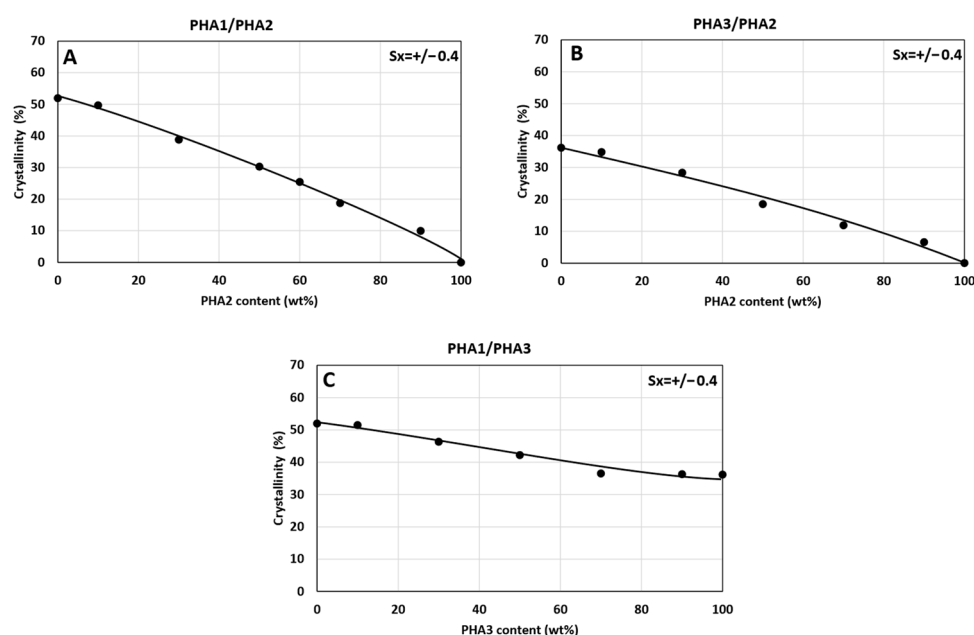 PHA1/PHA2
A
Sx=+/−0.4
70
60
50
40
30
20
10
0
Crystallinity (%)
0 20 40 60 80 100
PHA2 content (wt%)
PHA3/PHA2
B
Sx=+/−0.4
70
60
50
40
30
20
10
0
Crystallinity (%)
0 20 40 60 80 100
PHA2 content (wt%)
PHA1/PHA3
C
Sx=+/−0.4
70
60
50
40
30
20
10
0
Crystallinity (%)
0 20 40 60 80 100
PHA3 content (wt%)